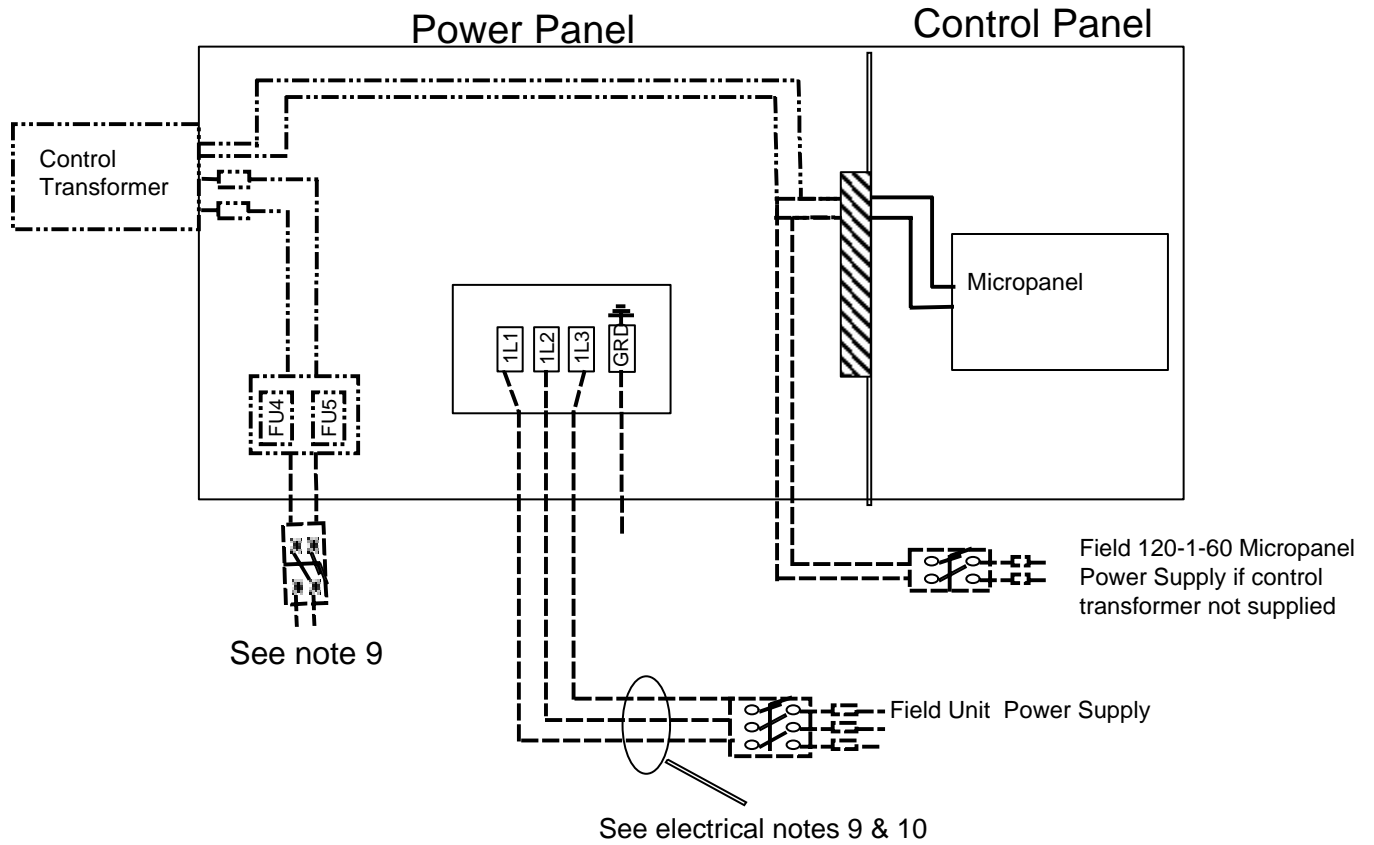 Power Panel
Control Panel
Control
Transformer
Micropanel
1L1
1L2
1L3
GRD
FU4
FU5
Field 120-1-60 Micropanel
Power Supply if control
transformer not supplied
See note 9
Field Unit Power Supply
See electrical notes 9 & 10